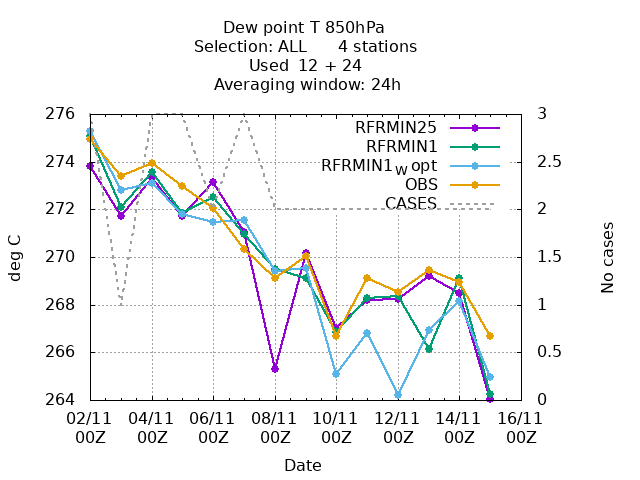 Dew point T 850hPa
Selection: ALL      4 stations
Used  12 + 24
Averaging window: 24h
276
274
272
270
268
266
264
3
2.5
2
1.5
1
0.5
0
RFRMIN25
RFRMIN1
RFRMIN1w opt
OBS
CASES
deg C
No cases
02/11 04/11 06/11 08/11 10/11 12/11 14/11 16/11
00Z 00Z 00Z 00Z 00Z 00Z 00Z 00Z
Date